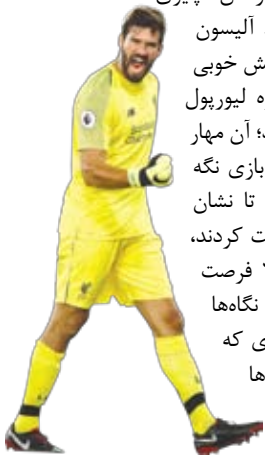 آلیسون
ش خوبی
ه لیورپول
د؛ آن مهار
بازی نگه
تا نشان
ت کردند،
فرصت
نگاه‌ها
ی که
ها